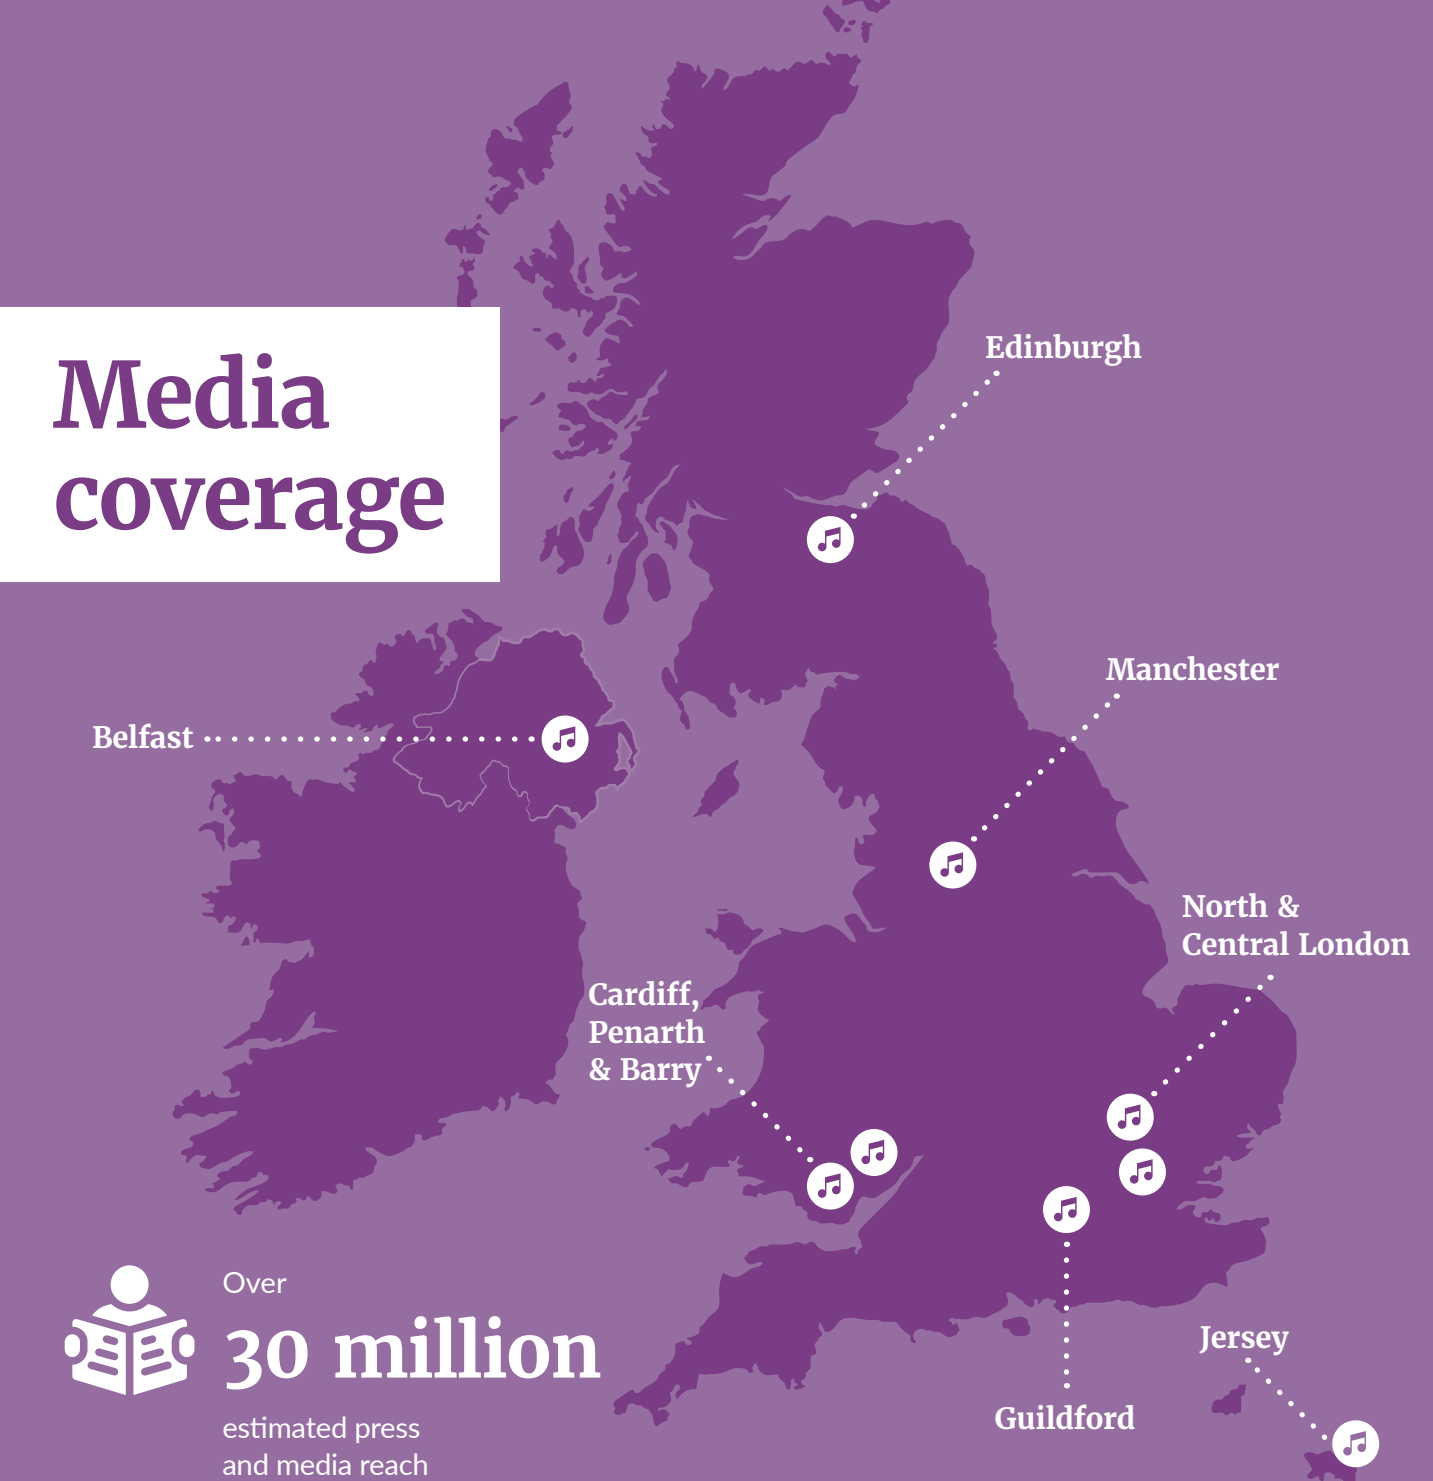 Media
coverage
Edinburgh
Manchester
Belfast
North &
Central London
Cardiff,
Penarth
& Barry
Over
30 million
estimated press
and media reach
Jersey
Guildford